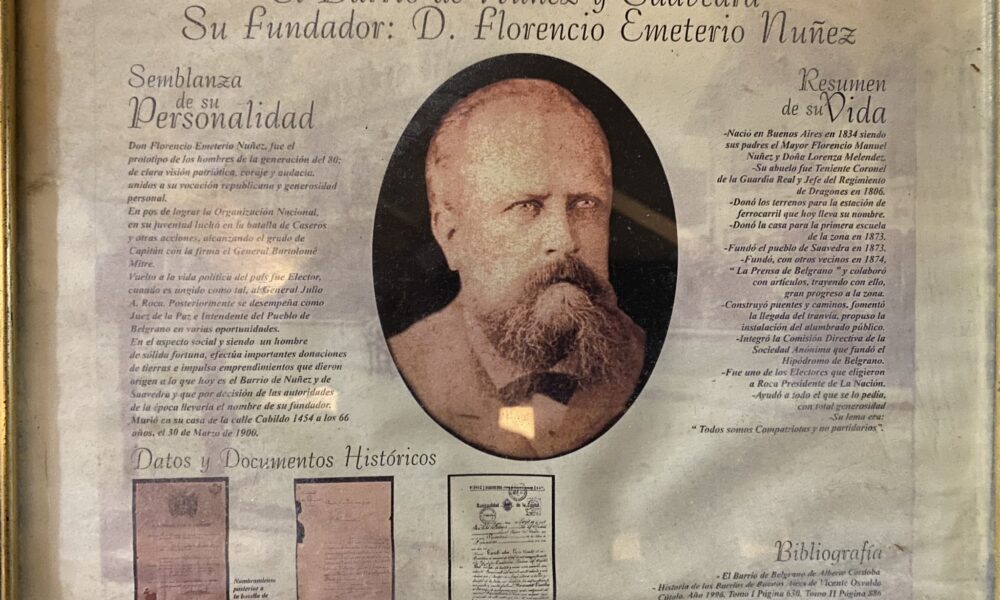 El Barrio de Nuñez y Saavedra
Su Fundador: D. Florencio Emeterio Nuñez
Semblanza
de su
Personalidad
Don Florencio Emeterio Nuñez, fue el
prototipo de los hombres de la generación del 80;
de clara visión patriótica, coraje y audacia,
unidos a su vocación republicana y generosidad
personal.
En pos de lograr la Organización Nacional,
en su juventud luchó en la batalla de Caseros
y otras acciones, alcanzando el grado de
Capitán con la firma el General Bartolomé
Mitre.
Vuelto a la vida política del país fue Elector,
cuando es ungido como tal, al General Julio
A. Roca. Posteriormente se desempeña como
Juez de la Paz e Intendente del Pueblo de
Belgrano en varias oportunidades.
En el aspecto social y siendo un hombre
de sólida fortuna, efectúa importantes donaciones
de tierras e impulsa emprendimientos que dieron
origen a lo que hoy es el Barrio de Nuñez y de
Saavedra y que por decisión de las autoridades
de la época llevaría el nombre de su fundador.
Murió en su casa de la calle Cabildo 1454 a los 66
años, el 30 de Marzo de 1900.
Resumen
de su Vida
-Nació en Buenos Aires en 1834 siendo
sus padres el Mayor Florencio Manuel
Nuñez y Doña Lorenza Melendez.
-Su abuelo fue Teniente Coronel
de la Guardia Real y Jefe del Regimiento
de Dragones en 1806.
-Donó los terrenos para la estación de
ferrocarril que hoy lleva su nombre.
-Donó la casa para la primera escuela
de la zona en 1873.
-Fundó el pueblo de Saavedra en 1873.
-Fundó, con otros vecinos en 1874,
" La Prensa de Belgrano " y colaboró
con artículos, trayendo con ello,
gran progreso a la zona.
-Construyó puentes y caminos, fomentó
la llegada del tranvía, propuso la
instalación del alumbrado público.
-Integró la Comisión Directiva de la
Sociedad Anónima que fundó el
Hipódromo de Belgrano.
-Fue uno de los Electores que eligieron
a Roca Presidente de La Nación.
-Ayudó a todo el que se lo pedía,
con total generosidad
-Su lema era:
" Todos somos Compatriotas y no partidarios".
Datos y Documentos Históricos
Nombramiento
posterior a
la batalla de
Municipalidad de la Capital
Bibliografía
- El Barrio de Belgrano de Alberto Córdoba
- Historia de los Barrios de Buenos Aires de Vicente Osvaldo
Cútolo. Año 1996. Tomo I Página 630, Tomo II Página 886